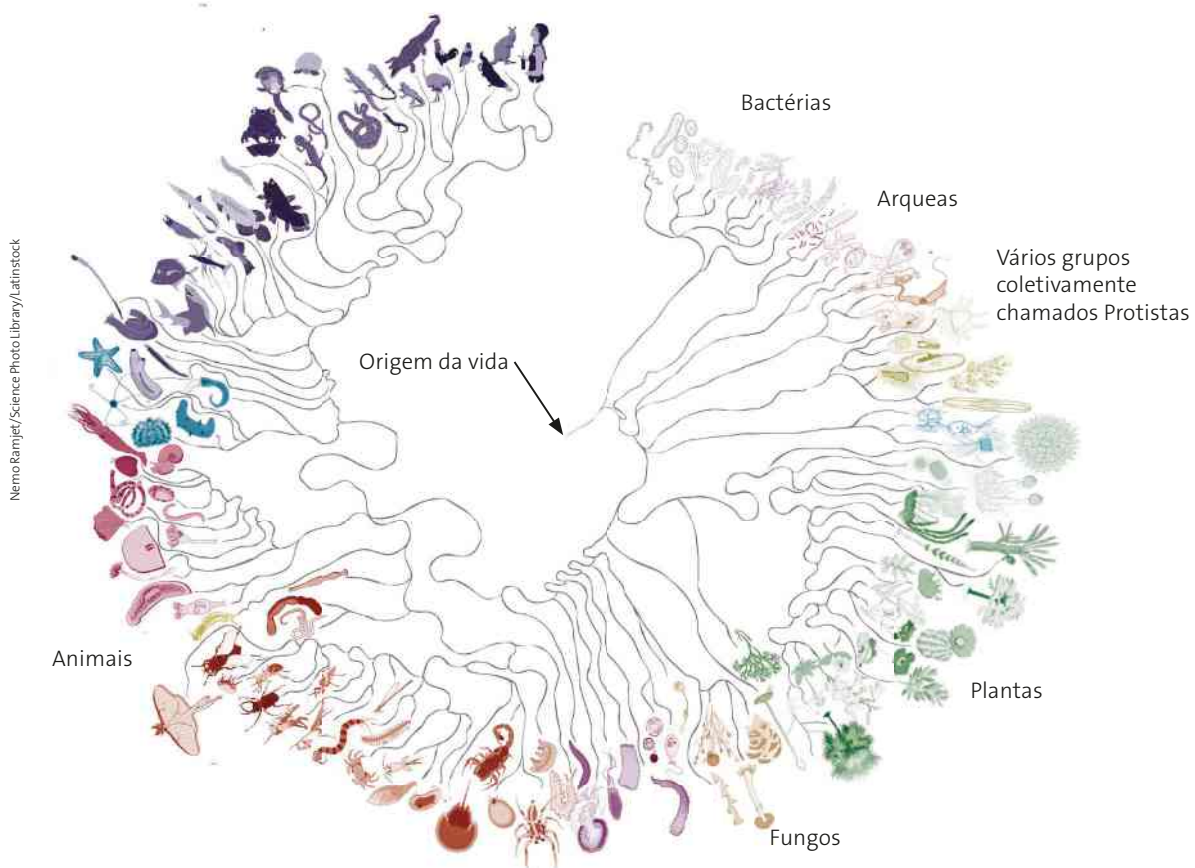 Bactérias
Arqueas
Vários grupos
coletivamente
chamados Protistas
Origem da vida
Animais
Plantas
Fungos
Nemo Ramjet/Science Photo Library/Latinstock